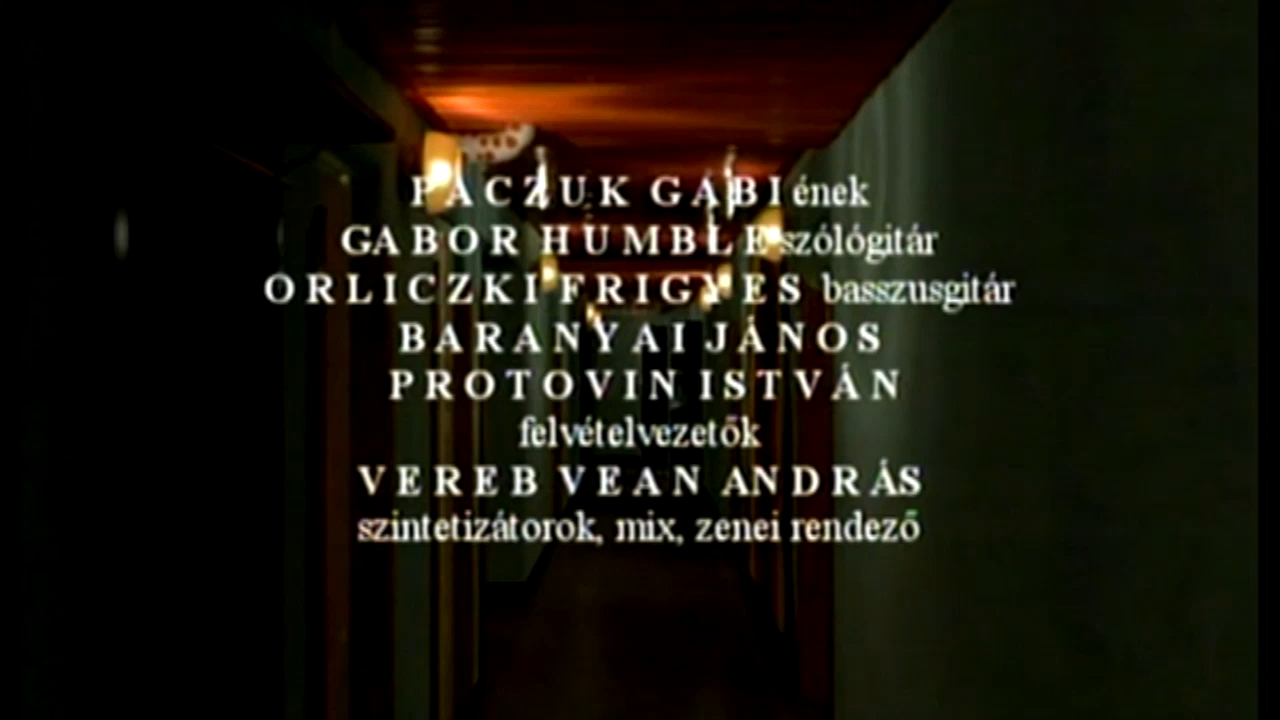 PACZUK GABI ének
GABOR HUMBLE szólógitár
ORLICZKI FRIGYES basszusgitár
BARANYAI JÁNOS
PROTOVIN ISTVÁN
felvételvezetők
VEREB VEAN ANDRÁS
szintetizátorok, mix, zenei rendező